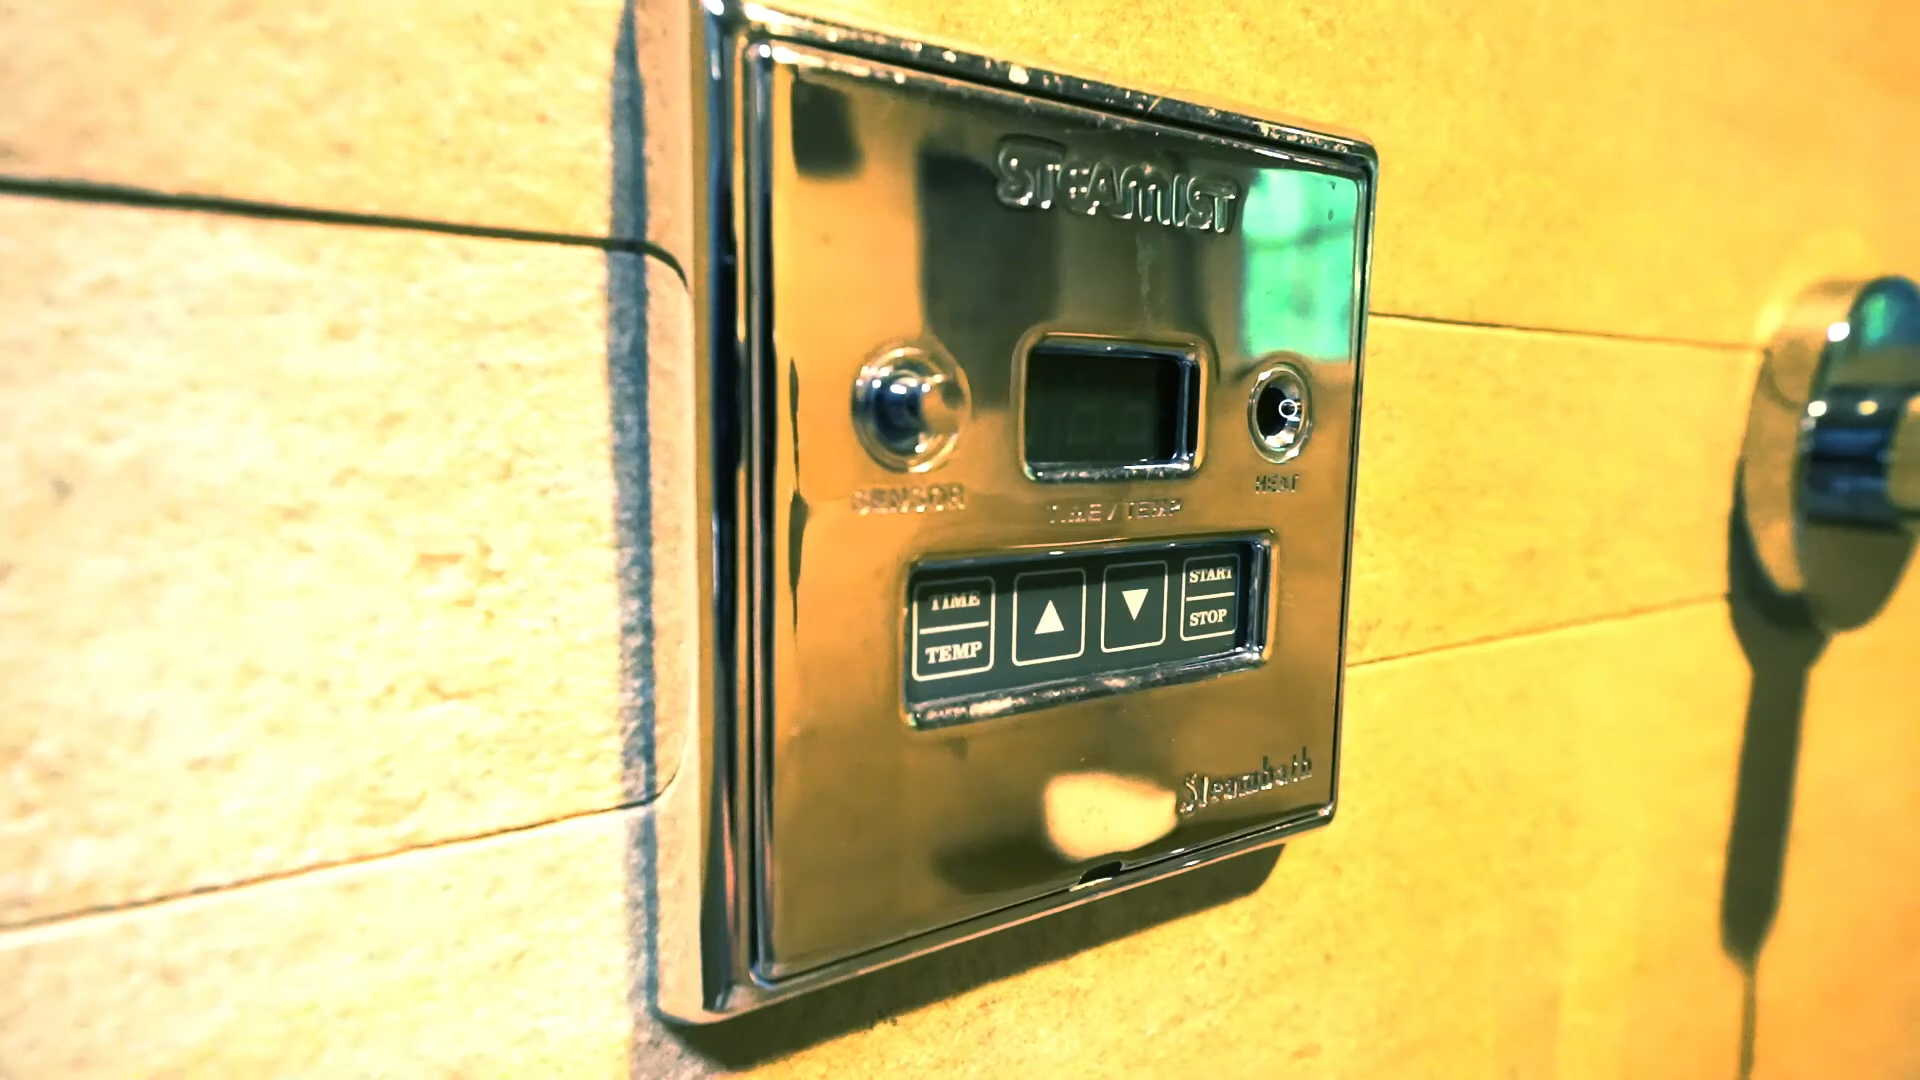 STEAMIST
SENSOR
TIME / TEMP
HEAT
TIME
TEMP
▲
▼
START
STOP
Steambath